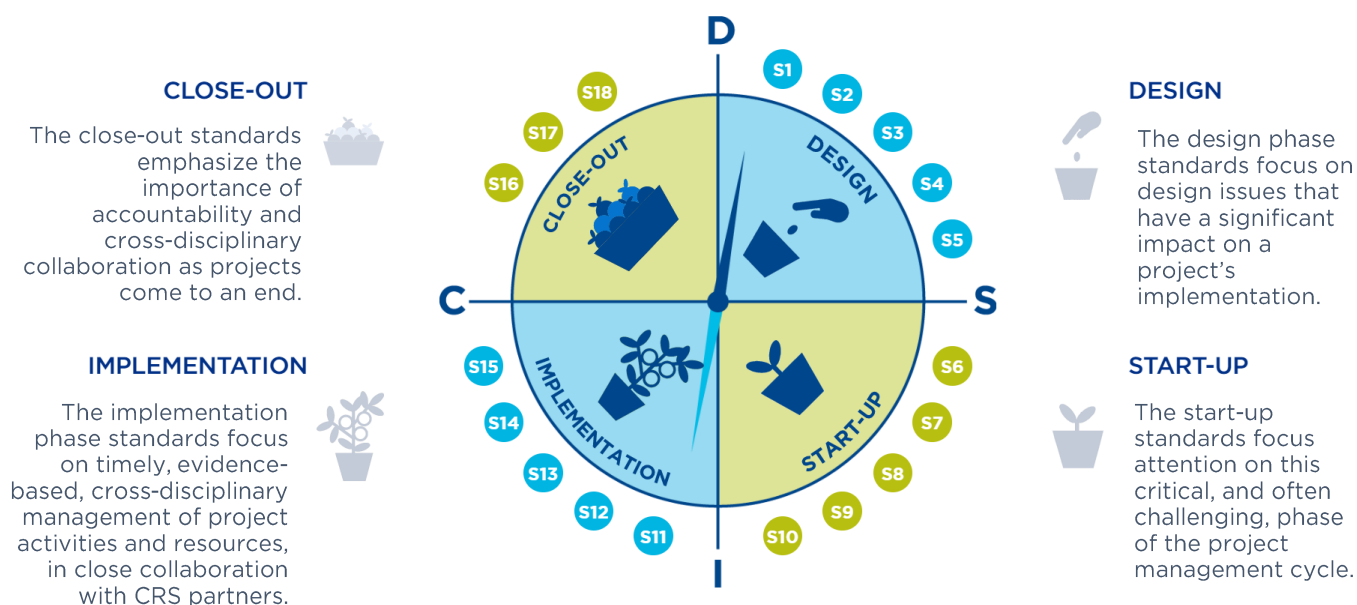 D
S1
S2
S3
S4
S5
S
S6
S7
S8
S9
S10
I
S11
S12
S13
S14
S15
C
S16
S17
S18
DESIGN
START-UP
IMPLEMENTATION
CLOSE-OUT
CLOSE-OUT
The close-out standards
emphasize the
importance of
accountability and
cross-disciplinary
collaboration as projects
come to an end.
IMPLEMENTATION
The implementation
phase standards focus
on timely, evidence-
based, cross-disciplinary
management of project
activities and resources,
in close collaboration
with CRS partners.
DESIGN
The design phase
standards focus on
design issues that
have a significant
impact on a
project’s
implementation.
START-UP
The start-up
standards focus
attention on this
critical, and often
challenging, phase
of the project
management cycle.